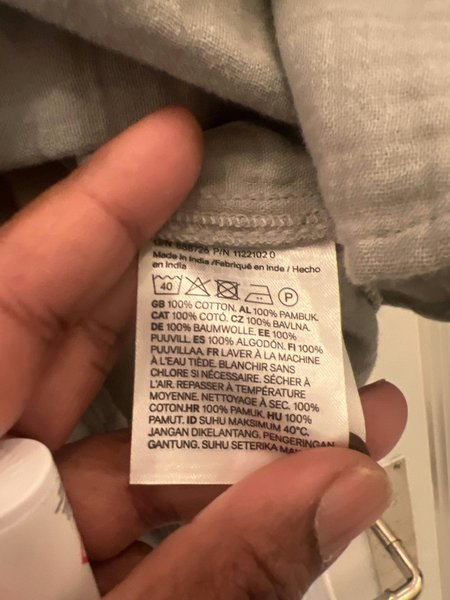 P/N 1122102 0
Made in India /Fabriqué en Inde / Hecho
en India
40 P
GB 100% COTTON. AL 100% PAMBUK.
CAT 100% COTÓ. CZ 100% BAVLNA.
DE 100% BAUMWOLLE. EE 100%
PUUVILL. ES 100% ALGODÓN. FI 100%
PUUVILLAA. FR LAVER À LA MACHINE
À L'EAU TIÈDE. BLANCHIR SANS
CHLORE SI NÉCESSAIRE. SÉCHER À
L'AIR. REPASSER À TEMPÉRATURE
MOYENNE. NETTOYAGE À SEC. 100%
COTON.HR 100% PAMUK. HU 100%
PAMUT. ID SUHU MAKSIMUM 40°C.
JANGAN DIKELANTANG. PENGERINGAN
GANTUNG. SUHU SETERIKA